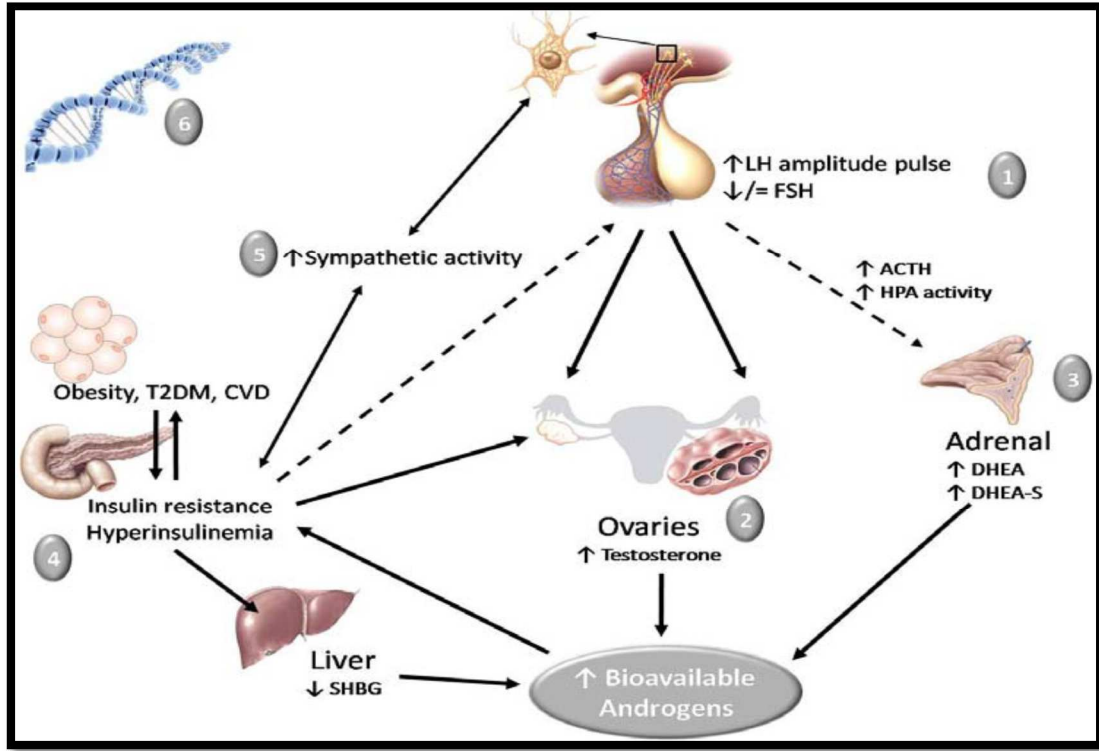 6
↑LH amplitude pulse
↓/= FSH
1
5
↑Sympathetic activity
↑ ACTH
↑ HPA activity
3
Obesity, T2DM, CVD
Adrenal
↑ DHEA
↑ DHEA-S
Insulin resistance
Hyperinsulinemia
4
2
Ovaries
↑ Testosterone
Liver
↓ SHBG
↑ Bioavailable
Androgens